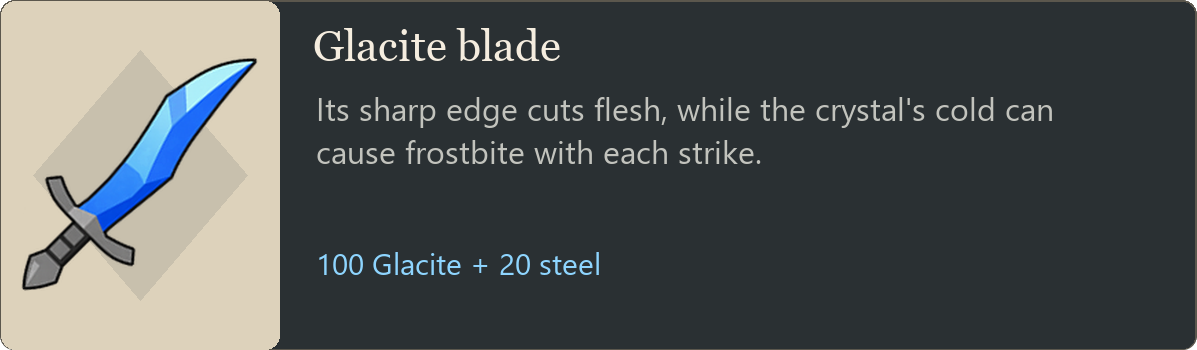 Glacite blade
Its sharp edge cuts flesh, while the crystal's cold can
cause frostbite with each strike.
100 Glacite + 20 steel